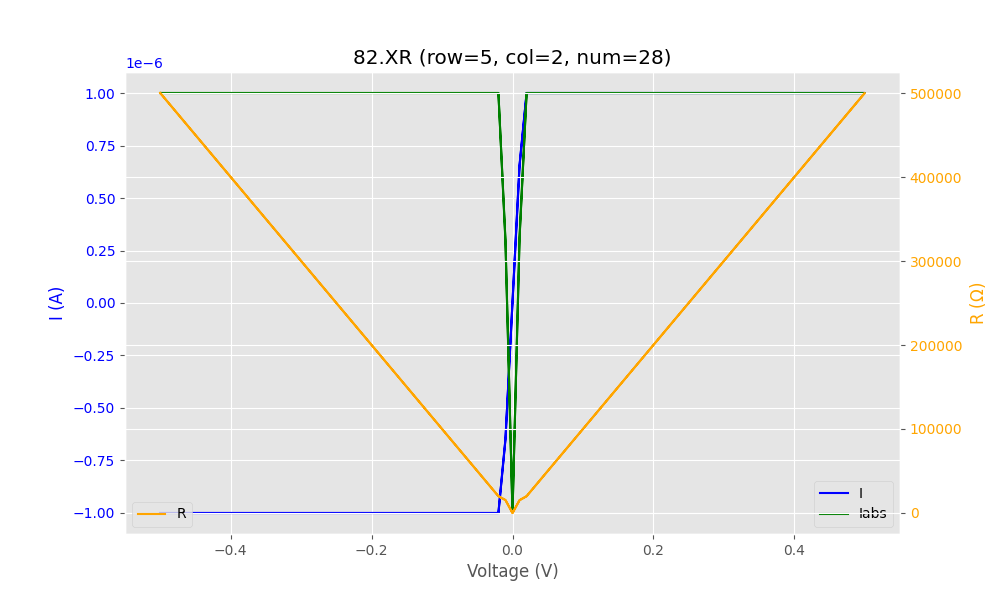 82.XR (row=5, col=2, num=28)
1e−6
1.00
0.75
0.50
0.25
0.00
−0.25
−0.50
−0.75
−1.00
I (A)
500000
400000
300000
200000
100000
0
R (Ω)
R
I
Iabs
−0.4
−0.2
0.0
0.2
0.4
Voltage (V)